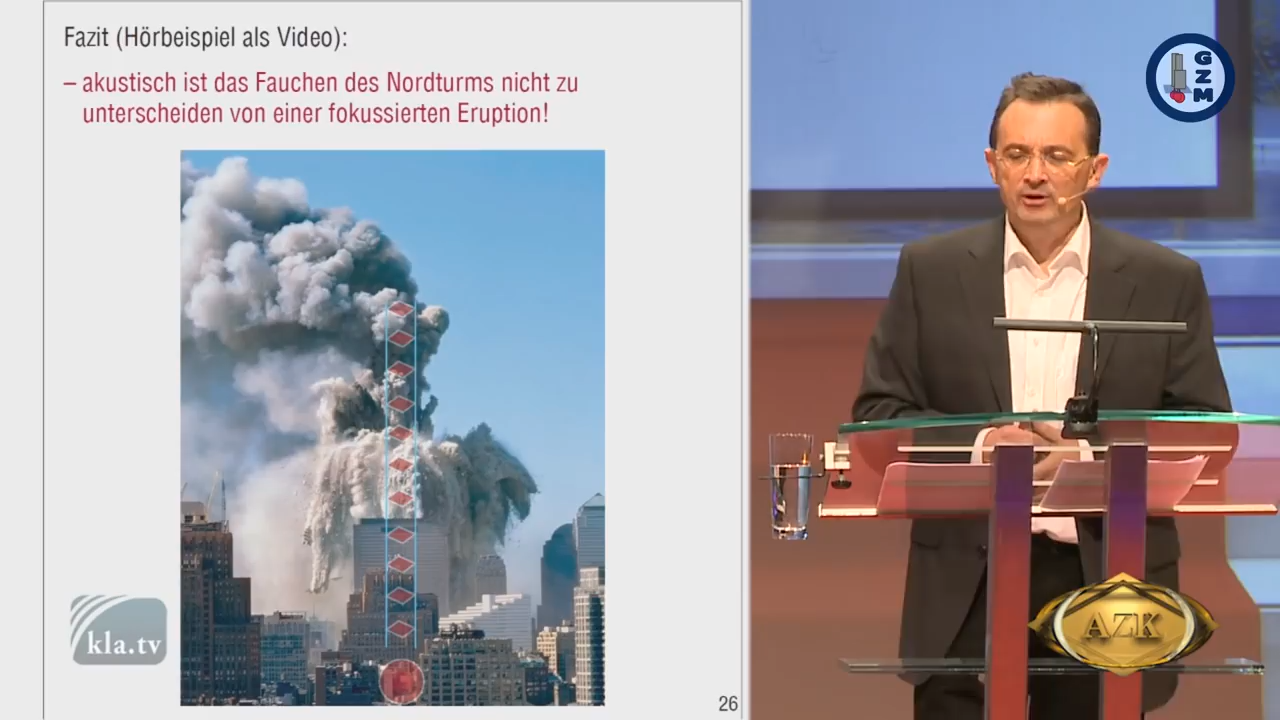 Fazit (Hörbeispiel als Video):
– akustisch ist das Fauchen des Nordturms nicht zu
unterscheiden von einer fokussierten Eruption!
kla.tv
26
GZM
AZK